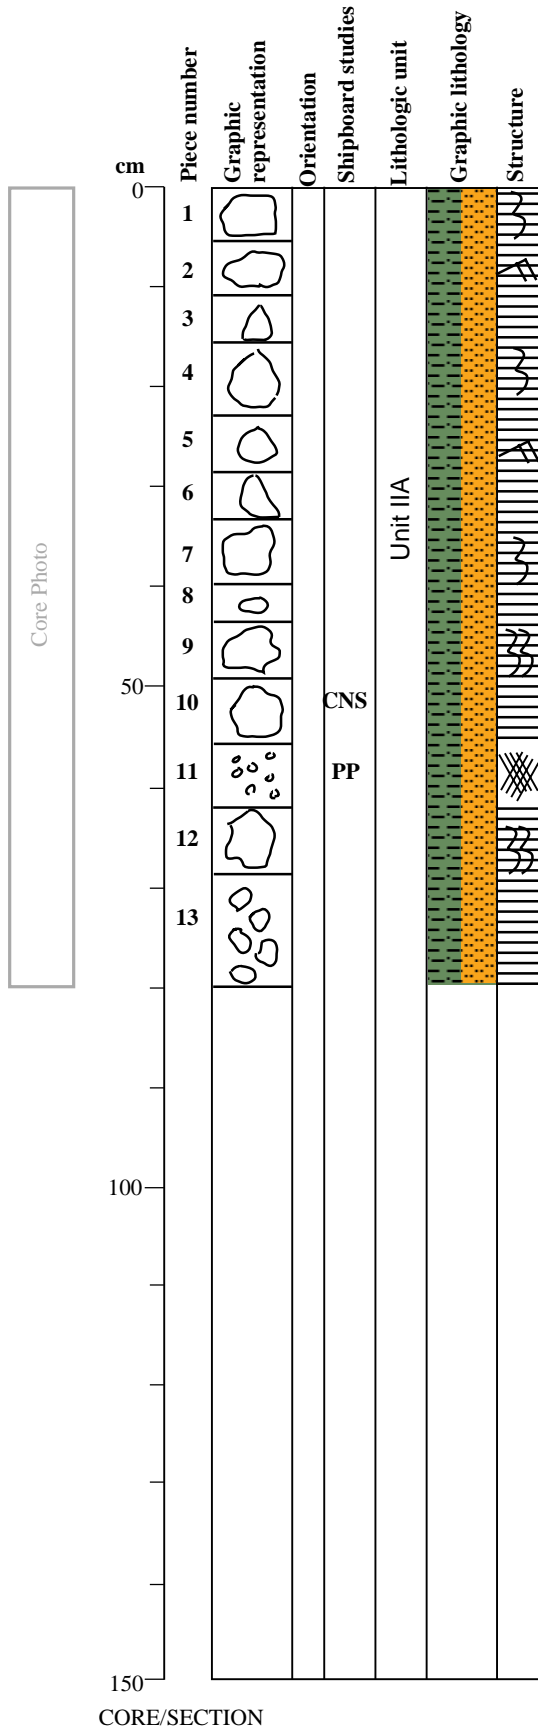 cm
Piece number
Graphic
representation
Orientation
Shipboard studies
Lithologic unit
Graphic lithology
Structure
0
1
2
3
4
5
6
7
8
9
50
10
CNS
11
PP
12
13
100
150
Unit IIA
Core Photo
CORE/SECTION